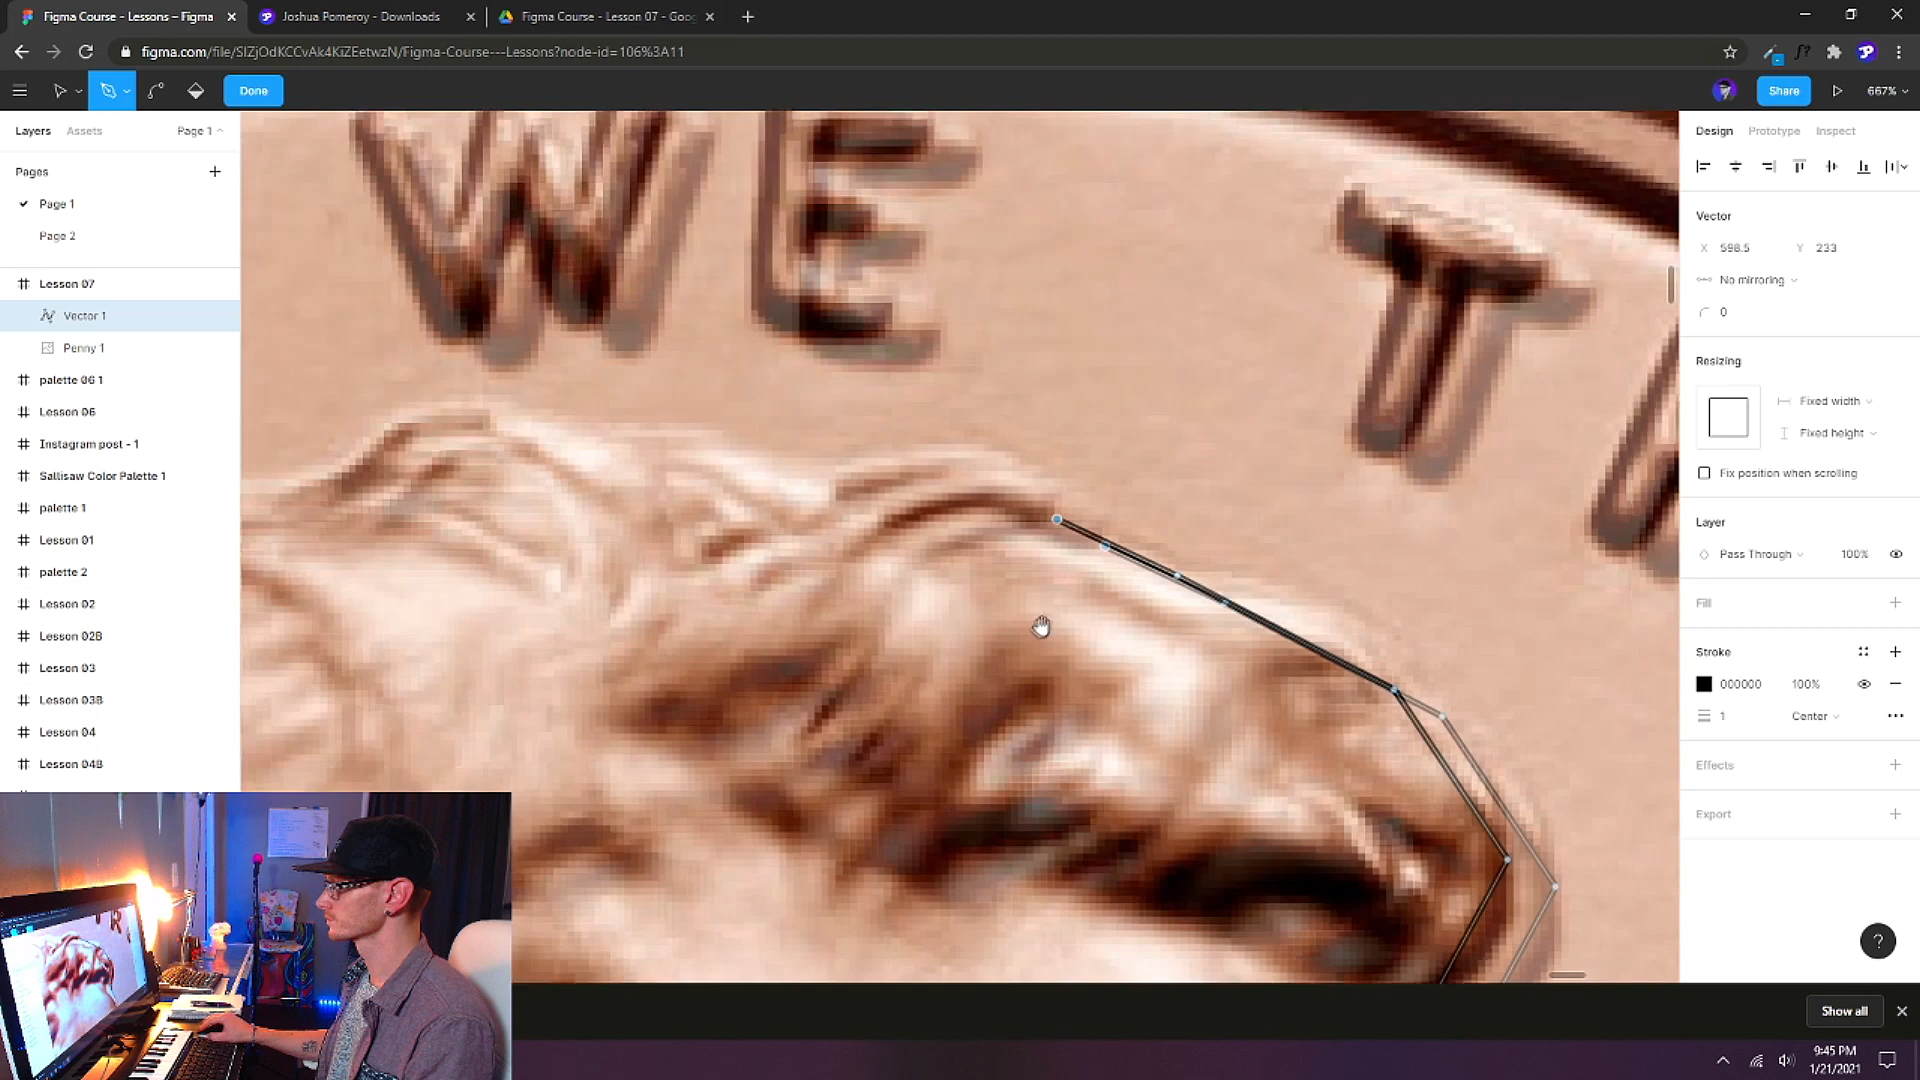 Figma Course - Lessons – Figma
Joshua Pomeroy - Downloads
Figma Course - Lesson 07 - Goog
figma.com/file/SIZjOdKCCvAk4KiZEetwzN/Figma-Course---Lessons?node-id=106%3A11
Done
Share
667%
Layers
Assets
Page 1
Pages
Page 1
Page 2
Lesson 07
Vector 1
Penny 1
palette 06 1
Lesson 06
Instagram post - 1
Sallisaw Color Palette 1
palette 1
Lesson 01
palette 2
Lesson 02
Lesson 02B
Lesson 03
Lesson 03B
Lesson 04
Lesson 04B
WE T
Design
Prototype
Inspect
Vector
X 598.5
Y 233
No mirroring
0
Resizing
Fixed width
Fixed height
Fix position when scrolling
Layer
Pass Through
100%
Fill
Stroke
000000
100%
1
Center
Effects
Export
?
Show all
9:45 PM
1/21/2021